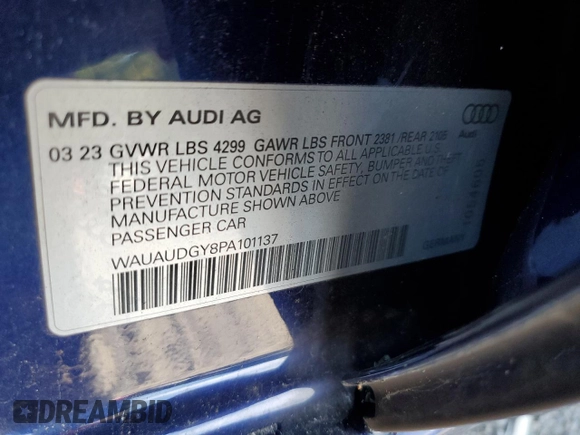 MFD. BY AUDI AG
Audi
03 23 GVWR LBS 4299 GAWR LBS FRONT 2381 /REAR
THIS VEHICLE CONFORMS TO ALL APPLICABLE U.S.
FEDERAL MOTOR VEHICLE SAFETY, BUMPER AND THEFT
PREVENTION STANDARDS IN EFFECT ON THE DATE OF
MANUFACTURE SHOWN ABOVE
PASSENGER CAR
WAUAUDGY8PA101137
GERMANY
DREAMBID